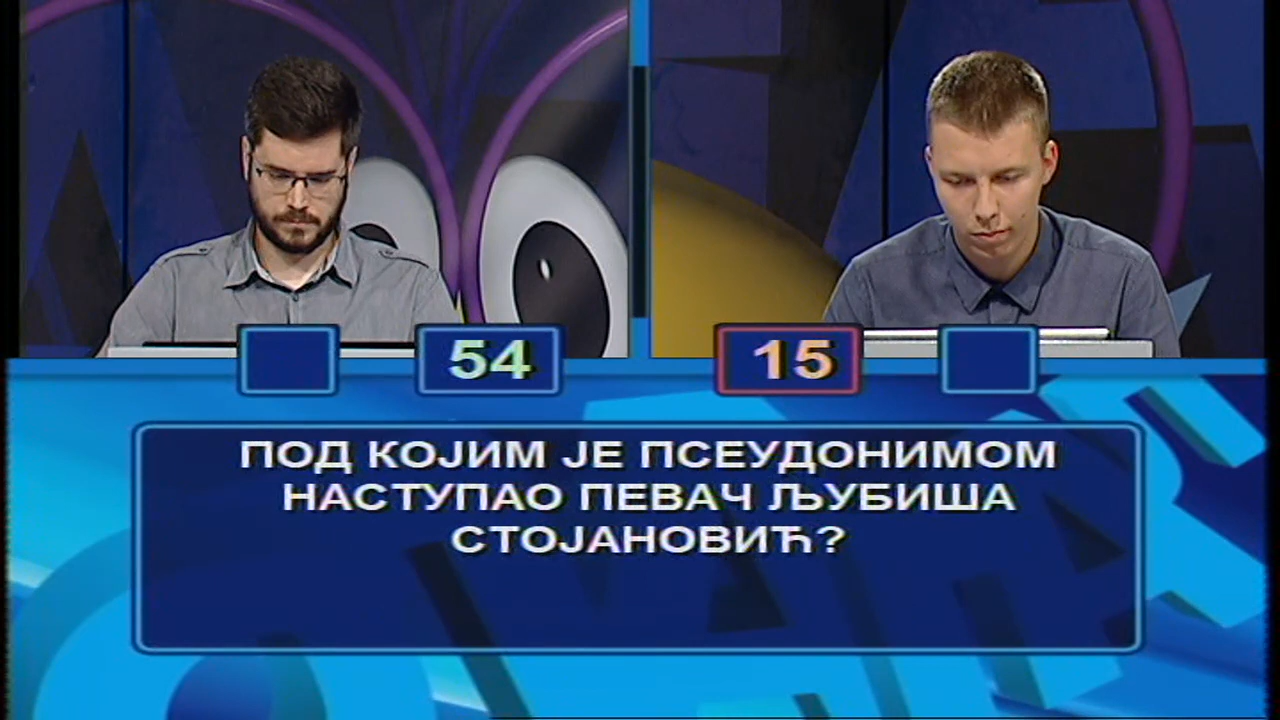 54
15
ПОД КОЈИМ ЈЕ ПСЕУДОНИМОМ
НАСТУПАО ПЕВАЧ ЉУБИША
СТОЈАНОВИЋ?